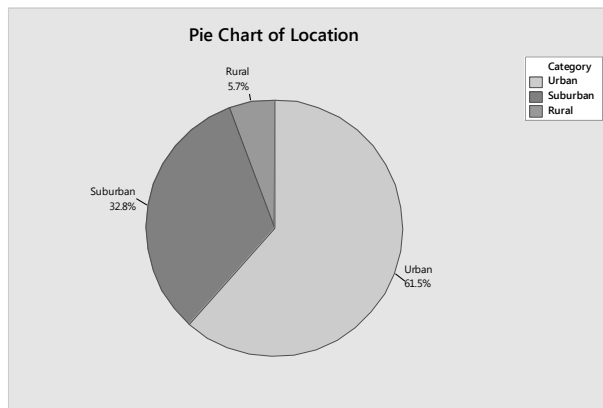 Pie Chart of Location
Rural
5.7%
Category
Urban
Suburban
Rural
Suburban
32.8%
Urban
61.5%